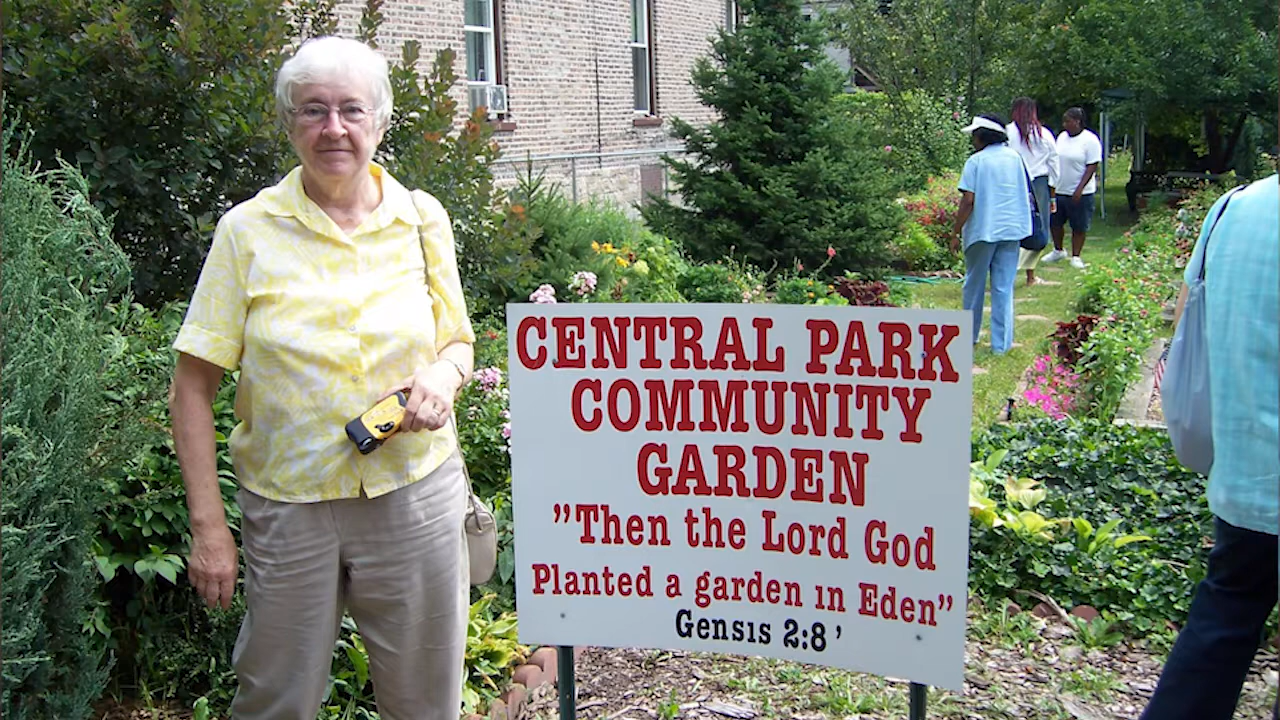 CENTRAL PARK
COMMUNITY
GARDEN
"Then the Lord God
Planted a garden in Eden"
Gensis 2:8 '